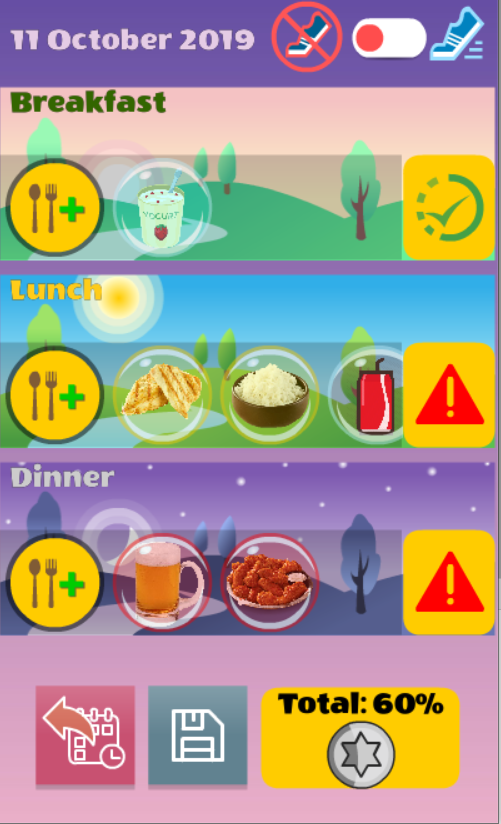 11 October 2019
Breakfast
YOGURT
Lunch
Dinner
Total: 60%